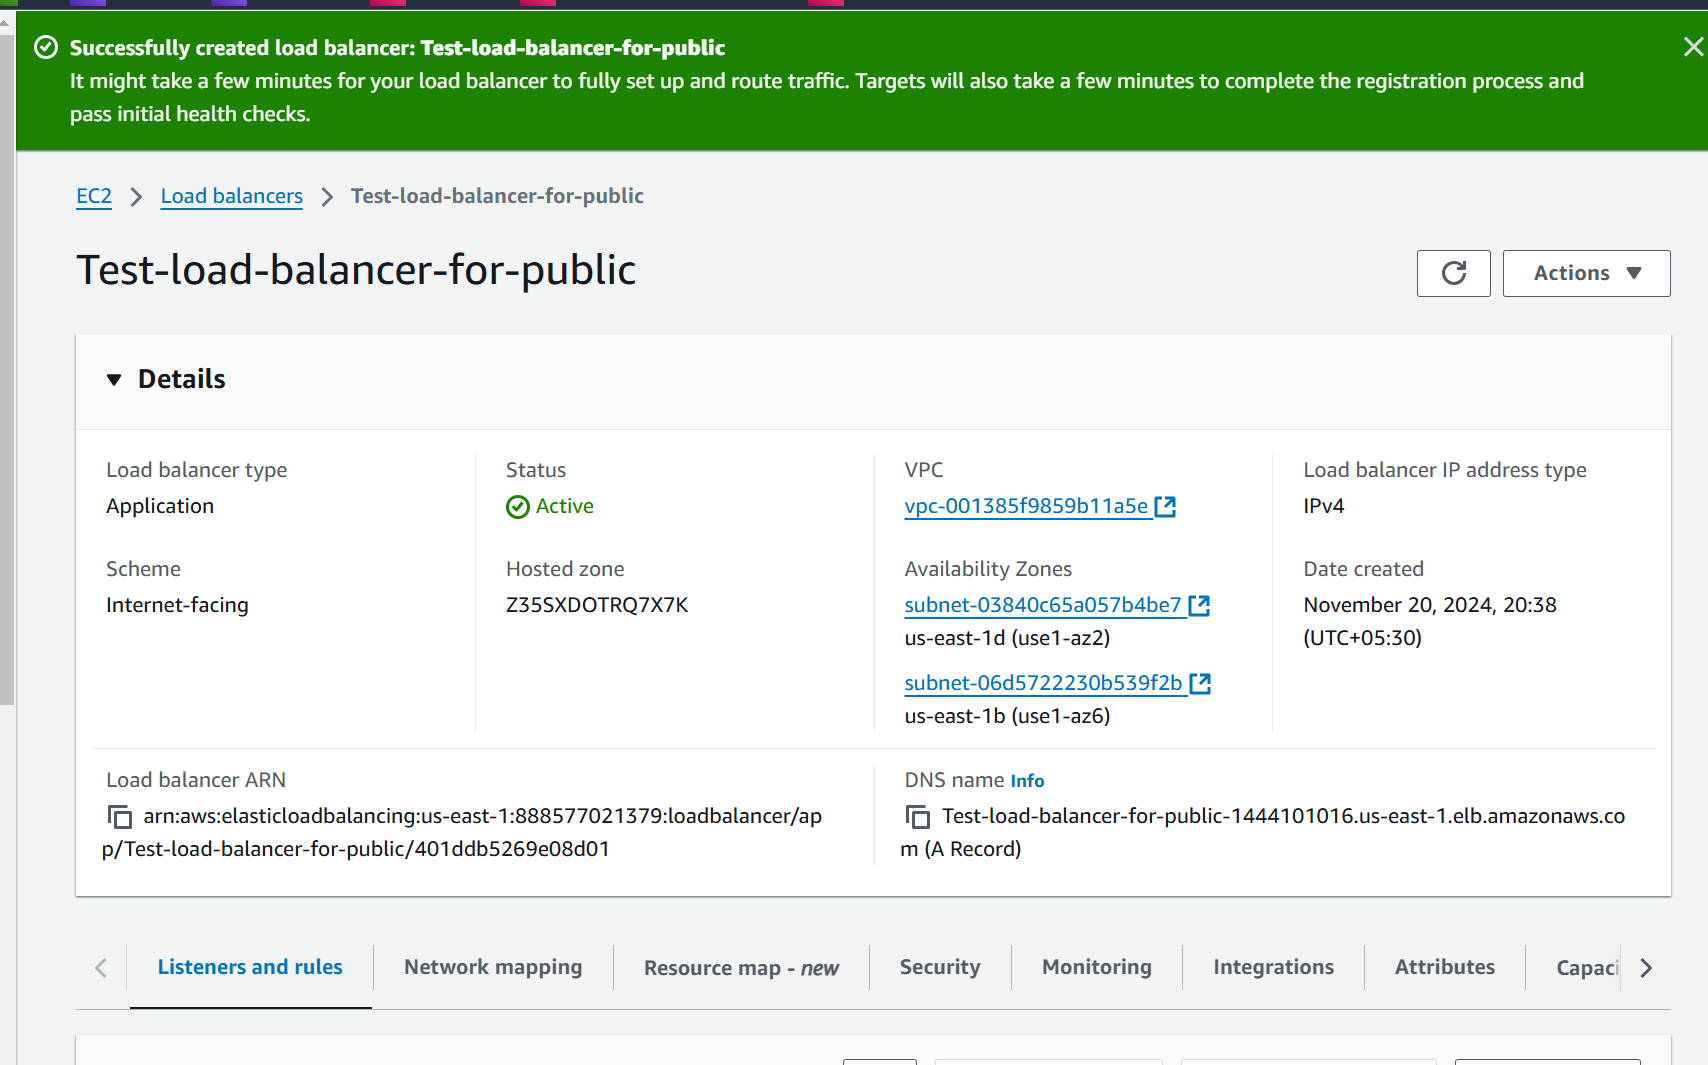 Successfully created load balancer: Test-load-balancer-for-public
It might take a few minutes for your load balancer to fully set up and route traffic. Targets will also take a few minutes to complete the registration process and
pass initial health checks.
EC2 > Load balancers > Test-load-balancer-for-public
Test-load-balancer-for-public
Actions
Details
Load balancer type
Application
Status
Active
VPC
vpc-001385f9859b11a5e
Load balancer IP address type
IPv4
Scheme
Internet-facing
Hosted zone
Z35SXDOTRQ7X7K
Availability Zones
subnet-03840c65a057b4be7
us-east-1d (use1-az2)
subnet-06d5722230b539f2b
us-east-1b (use1-az6)
Date created
November 20, 2024, 20:38
(UTC+05:30)
Load balancer ARN
arn:aws:elasticloadbalancing:us-east-1:888577021379:loadbalancer/ap
p/Test-load-balancer-for-public/401ddb5269e08d01
DNS name Info
Test-load-balancer-for-public-1444101016.us-east-1.elb.amazonaws.co
m (A Record)
Listeners and rules
Network mapping
Resource map - new
Security
Monitoring
Integrations
Attributes
Capaci